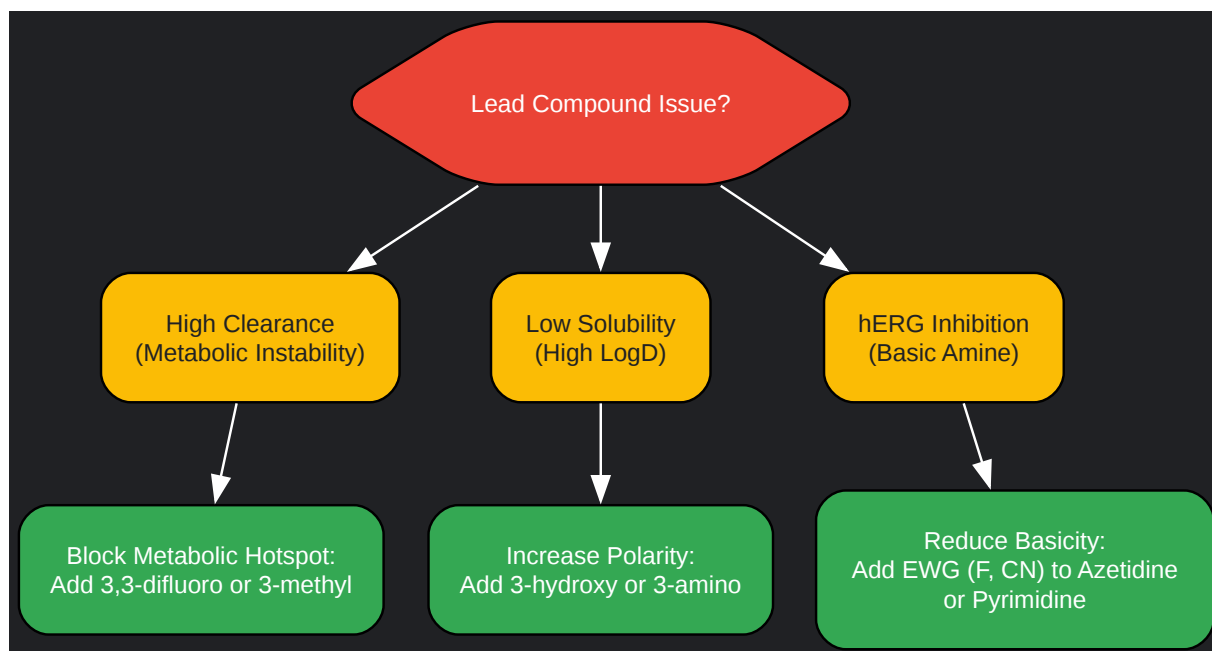 Lead Compound Issue?
High Clearance
(Metabolic Instability)
Low Solubility
(High LogD)
hERG Inhibition
(Basic Amine)
Block Metabolic Hotspot:
Add 3,3-difluoro or 3-methyl
Increase Polarity:
Add 3-hydroxy or 3-amino
Reduce Basicity:
Add EWG (F, CN) to Azetidine
or Pyrimidine